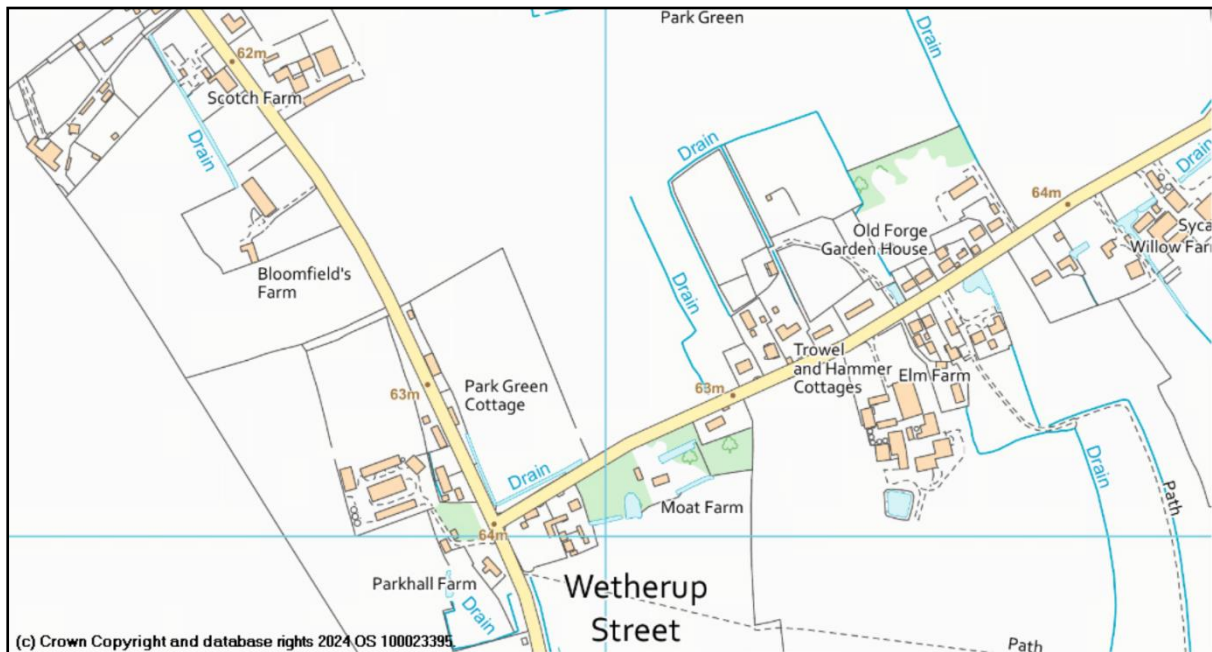 Park Green
Drain
62m
Scotch Farm
Drain
Drain
Drain
64m
Old Forge
Garden House
Syca
Willow Farm
Bloomfield's
Farm
Drain
Trowel
and Hammer
Cottages
63m
Elm Farm
63m
Park Green
Cottage
Drain
Drain
Path
Moat Farm
64m
Parkhall Farm
Wetherup
Street
Drain
Path
(c) Crown Copyright and database rights 2024 OS 100023395.